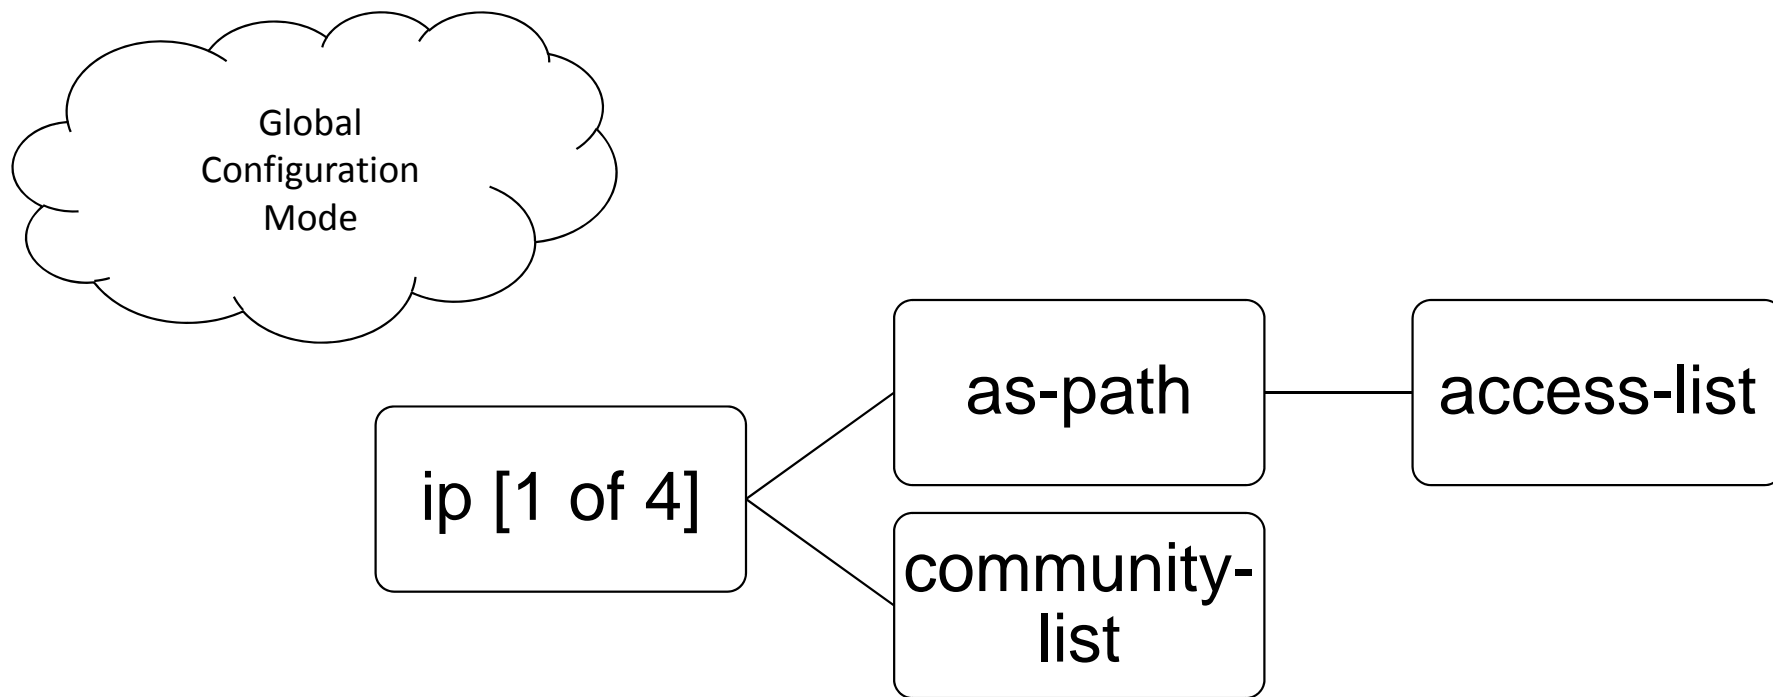 Global
Configuration
Mode
as-path
access-list
ip [1 of 4]
community-
list